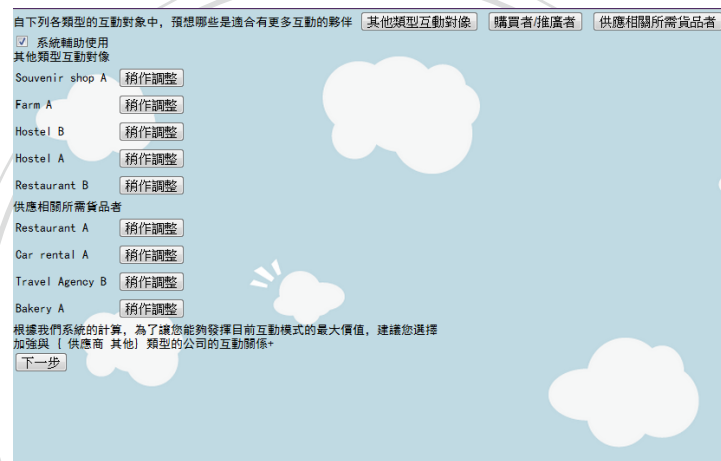 自下列各類型的互動對象中，預想哪些是適合有更多互動的夥伴 其他類型互動對像 購買者/推廣者 供應相關所需貨品者
系統輔助使用
其他類型互動對像
Souvenir shop A 稍作調整
Farm A 稍作調整
Hostel B 稍作調整
Hostel A 稍作調整
Restaurant B 稍作調整
供應相關所需貨品者
Restaurant A 稍作調整
Car rental A 稍作調整
Travel Agency B 稍作調整
Bakery A 稍作調整
根據我們系統的計算，為了讓您能夠發揮目前互動模式的最大價值，建議您選擇
加強與 { 供應商 其他} 類型的公司的互動關係+
下一步